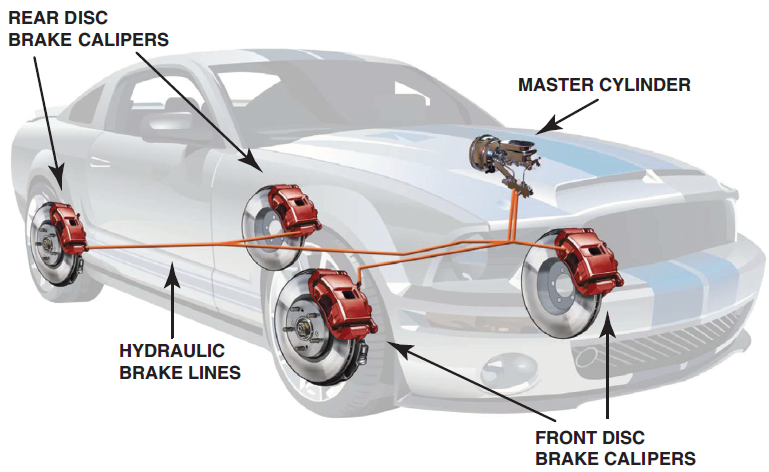 REAR DISC
BRAKE CALIPERS
MASTER CYLINDER
HYDRAULIC
BRAKE LINES
FRONT DISC
BRAKE CALIPERS